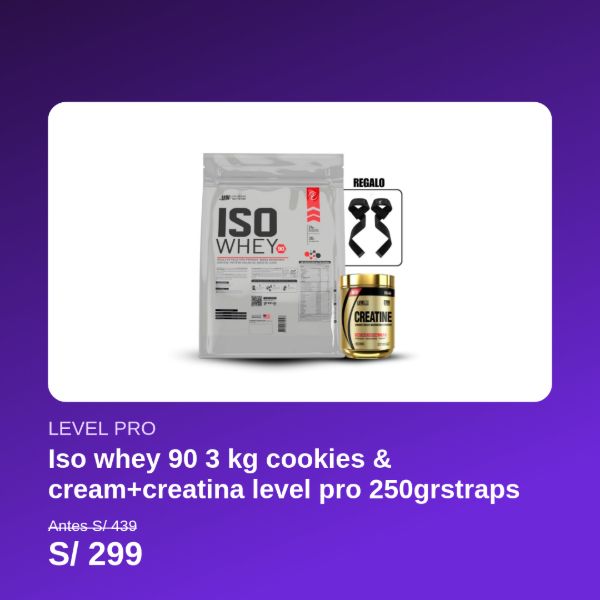 REGALO
ISO
WHEY 90
CREATINE
LEVEL PRO
Iso whey 90 3 kg cookies &
cream+creatina level pro 250grstraps
Antes S/ 439
S/ 299